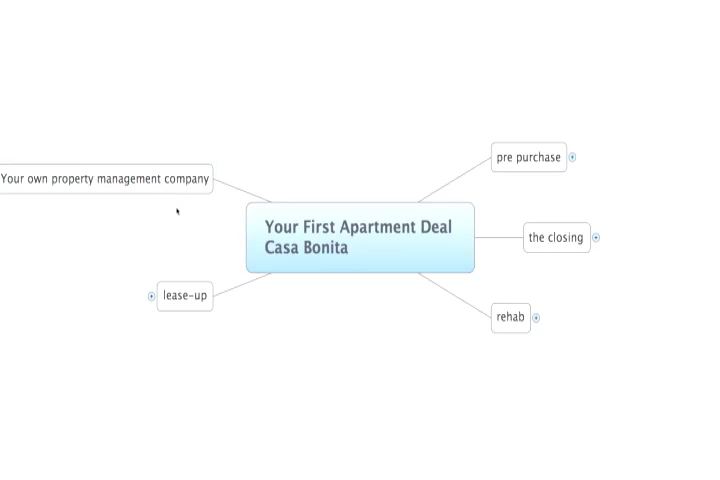 Your First Apartment Deal
Casa Bonita
pre purchase
the closing
rehab
lease-up
Your own property management company